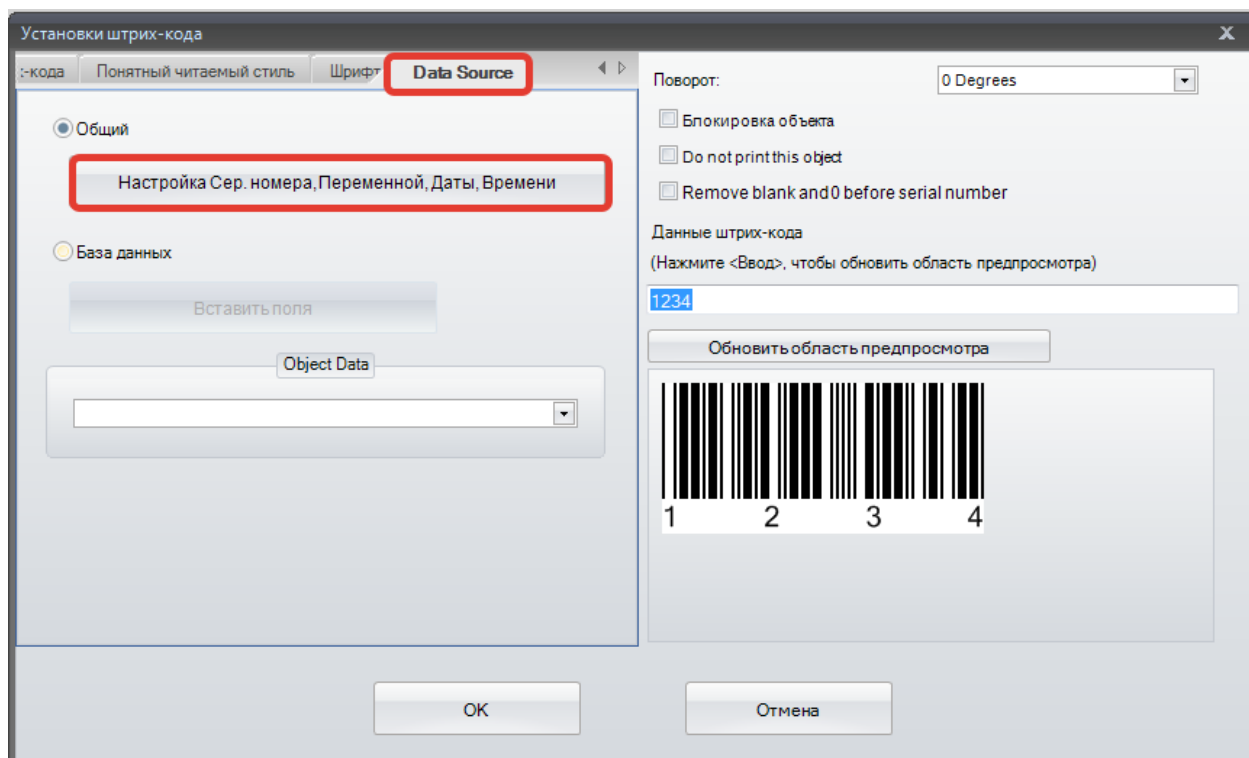 Установки штрих-кода
X
:-кода Понятный читаемый стиль Шрифт Data Source
Общий
Настройка Сер. номера, Переменной, Даты, Времени
База данных
Вставить поля
Object Data
Поворот: 0 Degrees
Блокировка объекта
Do not print this object
Remove blank and 0 before serial number
Данные штрих-кода
(Нажмите <Ввод>, чтобы обновить область предпросмотра)
1234
Обновить область предпросмотра
1 2 3 4
OK Отмена